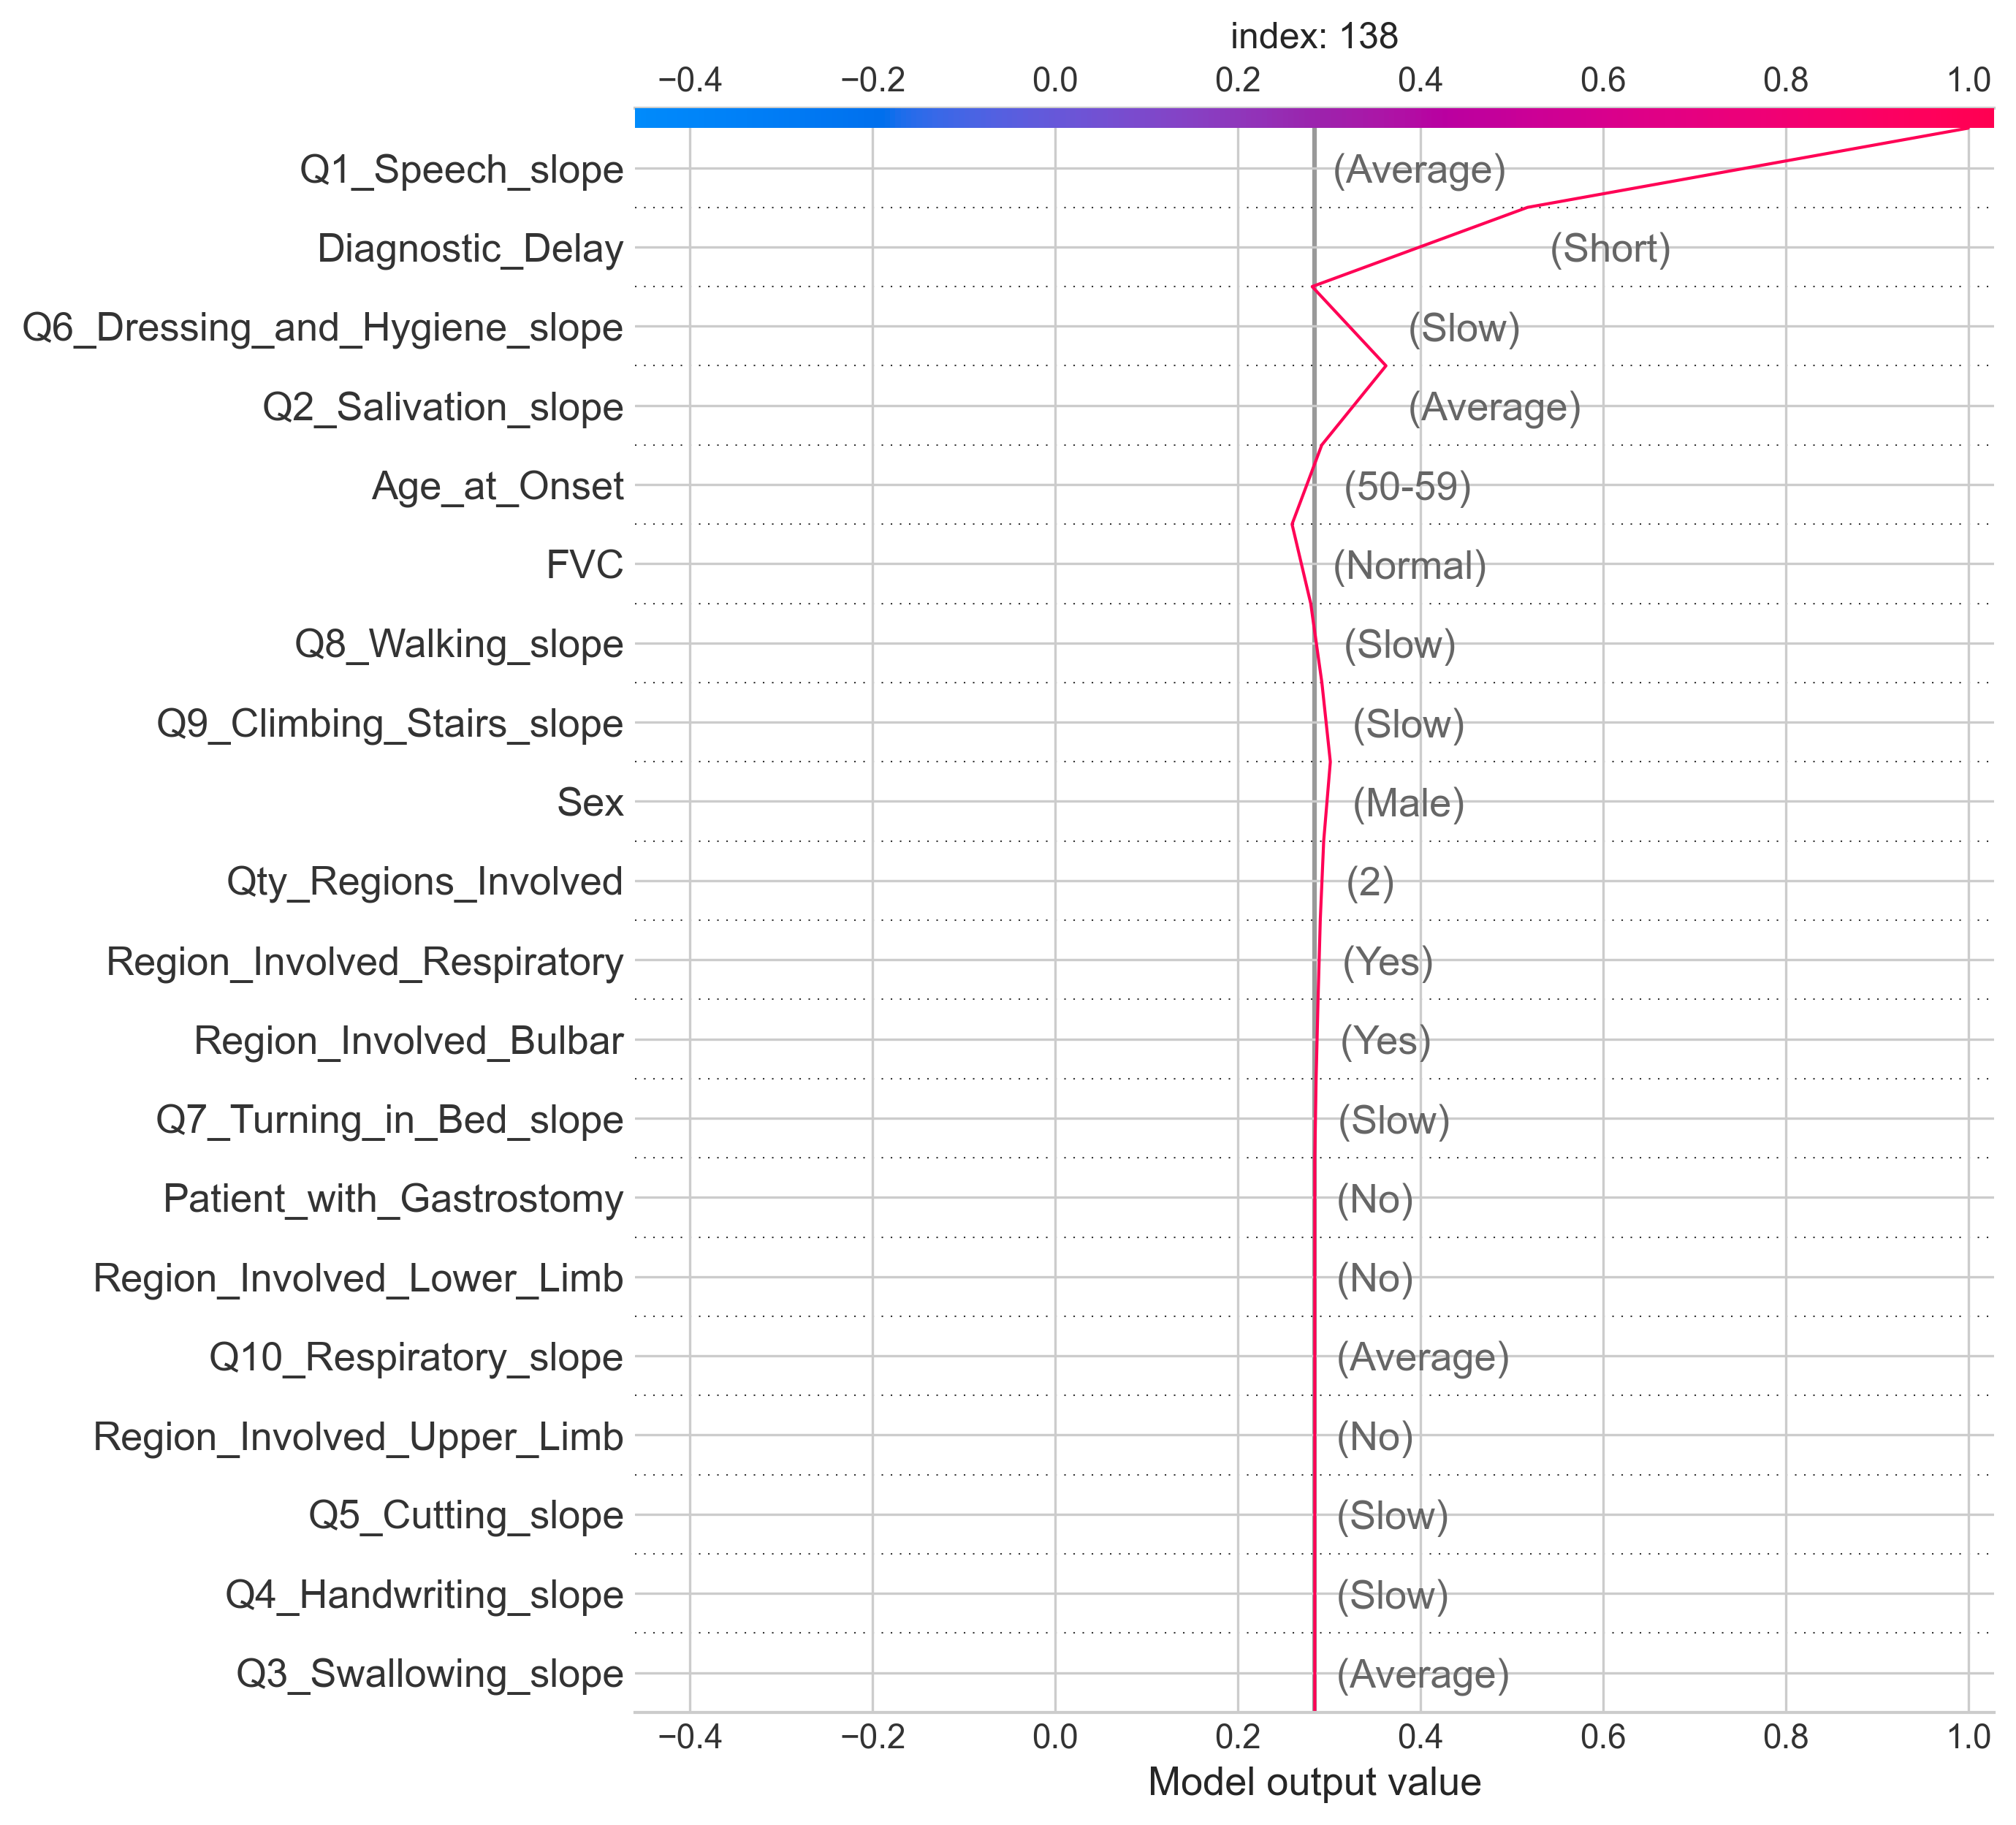 index: 138
−0.4 −0.2 0.0 0.2 0.4 0.6 0.8 1.0
Q1_Speech_slope (Average)
Diagnostic_Delay (Short)
Q6_Dressing_and_Hygiene_slope (Slow)
Q2_Salivation_slope (Average)
Age_at_Onset (50-59)
FVC (Normal)
Q8_Walking_slope (Slow)
Q9_Climbing_Stairs_slope (Slow)
Sex (Male)
Qty_Regions_Involved (2)
Region_Involved_Respiratory (Yes)
Region_Involved_Bulbar (Yes)
Q7_Turning_in_Bed_slope (Slow)
Patient_with_Gastrostomy (No)
Region_Involved_Lower_Limb (No)
Q10_Respiratory_slope (Average)
Region_Involved_Upper_Limb (No)
Q5_Cutting_slope (Slow)
Q4_Handwriting_slope (Slow)
Q3_Swallowing_slope (Average)
−0.4 −0.2 0.0 0.2 0.4 0.6 0.8 1.0
Model output value